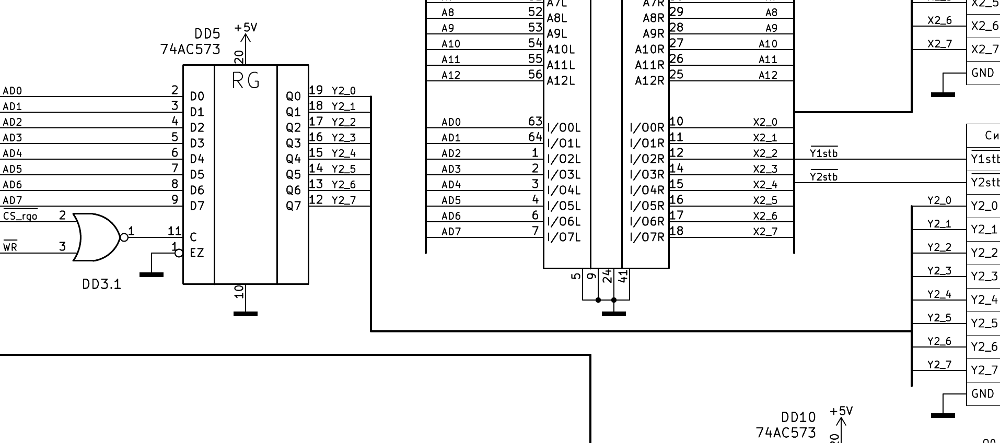 DD5
74AC573
+5V
20
RG
AD0 2 D0 Q0 19 Y2_0
AD1 3 D1 Q1 18 Y2_1
AD2 4 D2 Q2 17 Y2_2
AD3 5 D3 Q3 16 Y2_3
AD4 6 D4 Q4 15 Y2_4
AD5 7 D5 Q5 14 Y2_5
AD6 8 D6 Q6 13 Y2_6
AD7 9 D7 Q7 12 Y2_7
CS_rgo 2
1 11 C
WR 3
1 EZ
DD3.1
10
A7L A7R
A8 52 A8L A8R 29 A8
A9 53 A9L A9R 28 A9
A10 54 A10L A10R 27 A10
A11 55 A11L A11R 26 A11
A12 56 A12L A12R 25 A12
AD0 63 I/O0L I/O0R 10 X2_0
AD1 64 I/O1L I/O1R 11 X2_1
AD2 1 I/O2L I/O2R 12 X2_2
AD3 2 I/O3L I/O3R 14 X2_3
AD4 3 I/O4L I/O4R 15 X2_4
AD5 4 I/O5L I/O5R 16 X2_5
AD6 6 I/O6L I/O6R 17 X2_6
AD7 7 I/O7L I/O7R 18 X2_7
5 9 24 41
X2_5
X2_6 X2_6
X2_7 X2_7
GND
Си
Y1stb Y1stb
Y2stb Y2stb
Y2_0 Y2_0
Y2_1 Y2_1
Y2_2 Y2_2
Y2_3 Y2_3
Y2_4 Y2_4
Y2_5 Y2_5
Y2_6 Y2_6
Y2_7 Y2_7
GND
DD10
74AC573
+5V
20